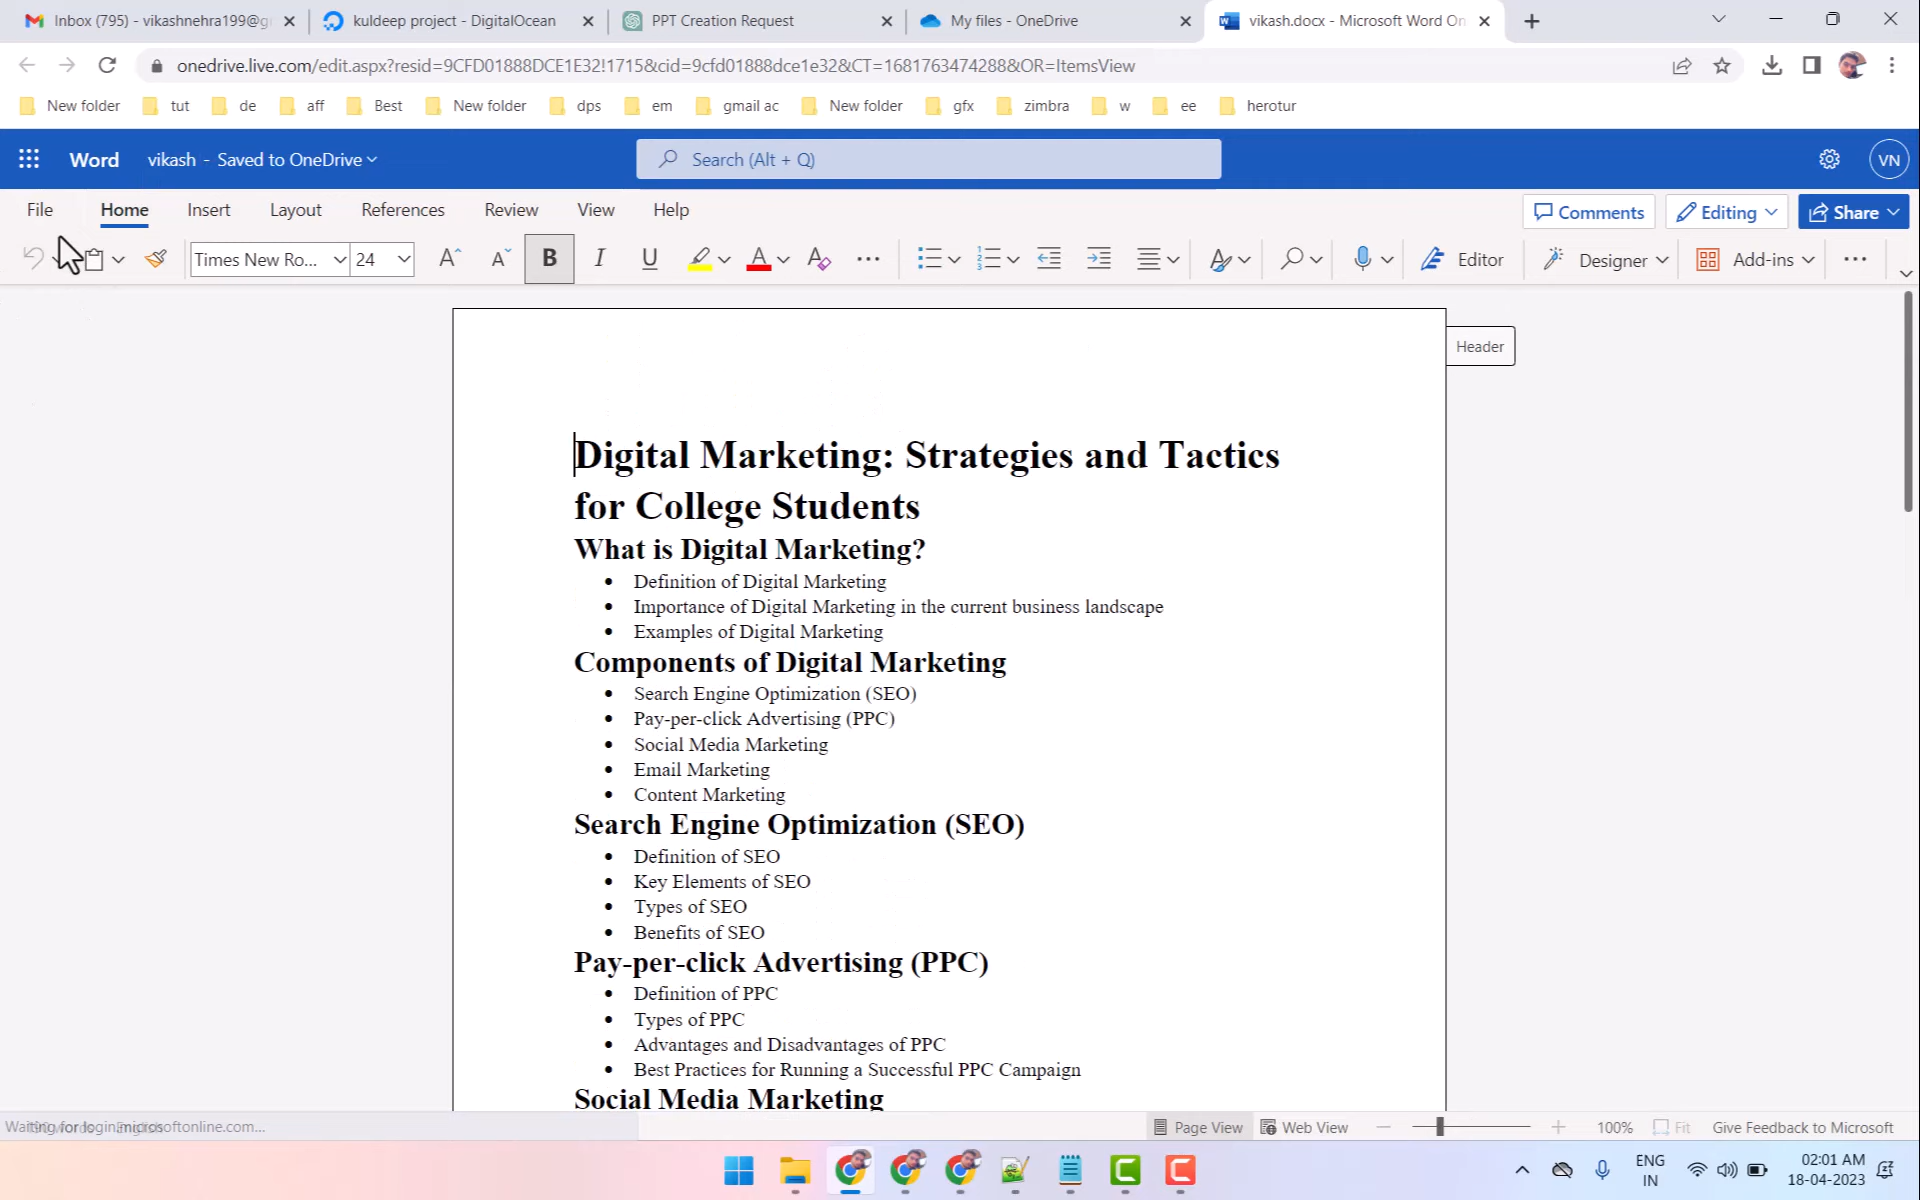 Inbox (795) - vikashnehra199@g
kuldeep project - DigitalOcean
PPT Creation Request
My files - OneDrive
vikash.docx - Microsoft Word On
onedrive.live.com/edit.aspx?resid=9CFD01888DCE1E32!1715&cid=9cfd01888dce1e32&CT=1681763474288&OR=ItemsView
New folder tut de aff Best New folder dps em gmail ac New folder gfx zimbra w ee herotur
Word vikash - Saved to OneDrive Search (Alt + Q) VN
File Home Insert Layout References Review View Help Comments Editing Share
Times New Ro... 24 A A B I U A A ... Editor Designer Add-ins ...
Header
Digital Marketing: Strategies and Tactics
for College Students
What is Digital Marketing?
• Definition of Digital Marketing
• Importance of Digital Marketing in the current business landscape
• Examples of Digital Marketing
Components of Digital Marketing
• Search Engine Optimization (SEO)
• Pay-per-click Advertising (PPC)
• Social Media Marketing
• Email Marketing
• Content Marketing
Search Engine Optimization (SEO)
• Definition of SEO
• Key Elements of SEO
• Types of SEO
• Benefits of SEO
Pay-per-click Advertising (PPC)
• Definition of PPC
• Types of PPC
• Advantages and Disadvantages of PPC
• Best Practices for Running a Successful PPC Campaign
Social Media Marketing
Waiting for login.microsoftonline.com...
Page View Web View 100% Fit Give Feedback to Microsoft
ENG
IN
02:01 AM
18-04-2023